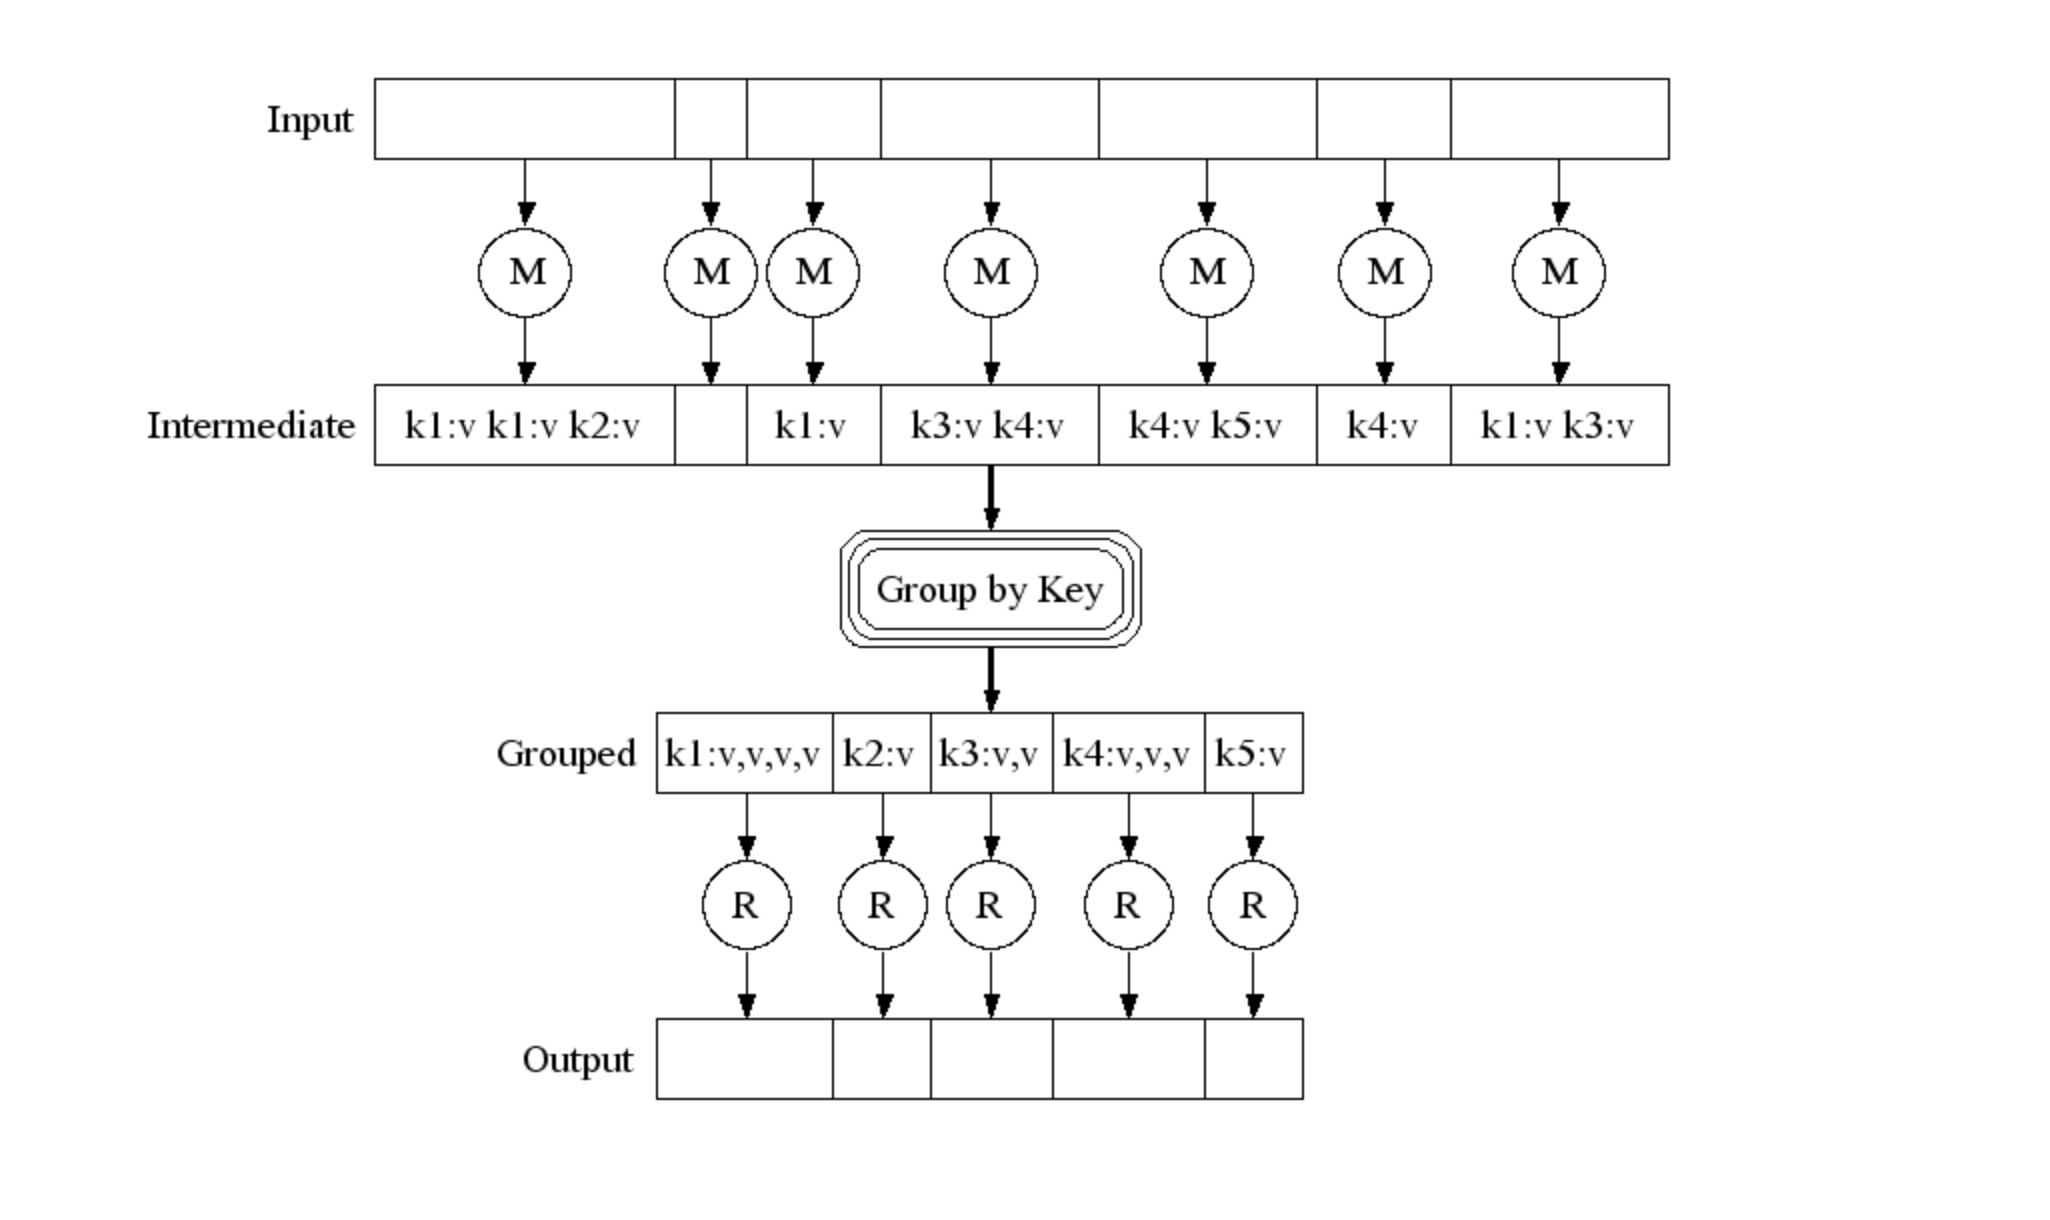 Input
M M M M M M M
Intermediate k1:v k1:v k2:v k1:v k3:v k4:v k4:v k5:v k4:v k1:v k3:v
Group by Key
Grouped k1:v,v,v,v k2:v k3:v,v k4:v,v,v k5:v
R R R R R
Output